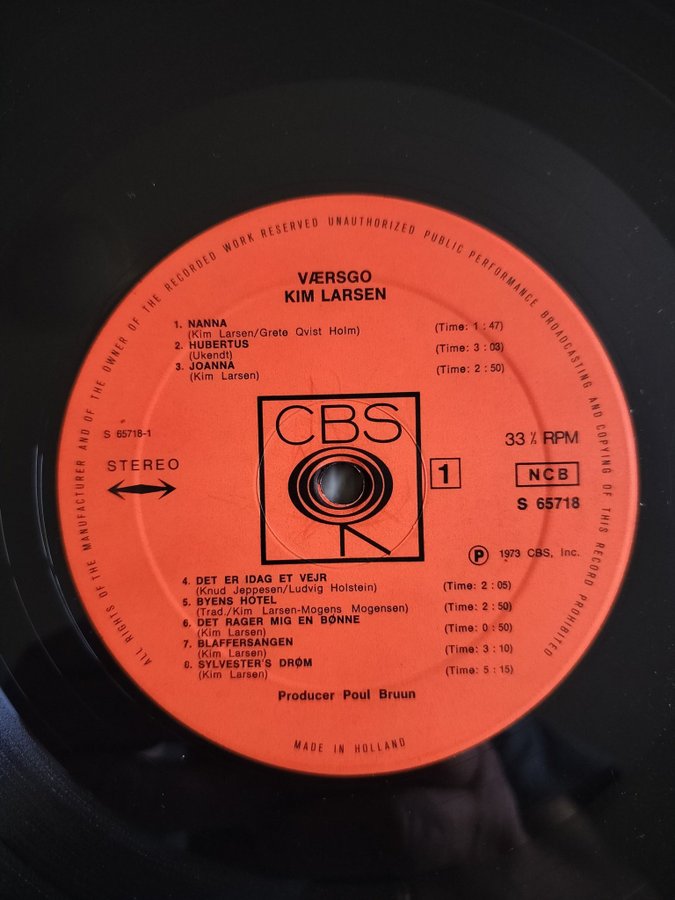 ALL RIGHTS OF THE MANUFACTURER AND OF THE OWNER OF THE RECORDED WORK RESERVED UNAUTHORIZED PUBLIC PERFORMANCE BROADCASTING AND COPYING OF THIS RECORD PROHIBITED
VÆRSGO
KIM LARSEN
1. NANNA (Time: 1 : 47)
(Kim Larsen/Grete Qvist Holm)
2. HUBERTUS (Time: 3 : 03)
(Ukendt)
3. JOANNA (Time: 2 : 50)
(Kim Larsen)
S 65718-1
STEREO
CBS
1
33⅓ RPM
NCB
S 65718
Ⓟ 1973 CBS, Inc.
4. DET ER IDAG ET VEJR (Time: 2 : 05)
(Knud Jeppesen/Ludvig Holstein)
5. BYENS HOTEL (Time: 2 : 50)
(Trad./Kim Larsen-Mogens Mogensen)
6. DET RAGER MIG EN BØNNE (Time: 0 : 50)
(Kim Larsen)
7. BLAFFERSANGEN (Time: 3 : 10)
(Kim Larsen)
8. SYLVESTER'S DRØM (Time: 5 : 15)
(Kim Larsen)
Producer Poul Bruun
MADE IN HOLLAND